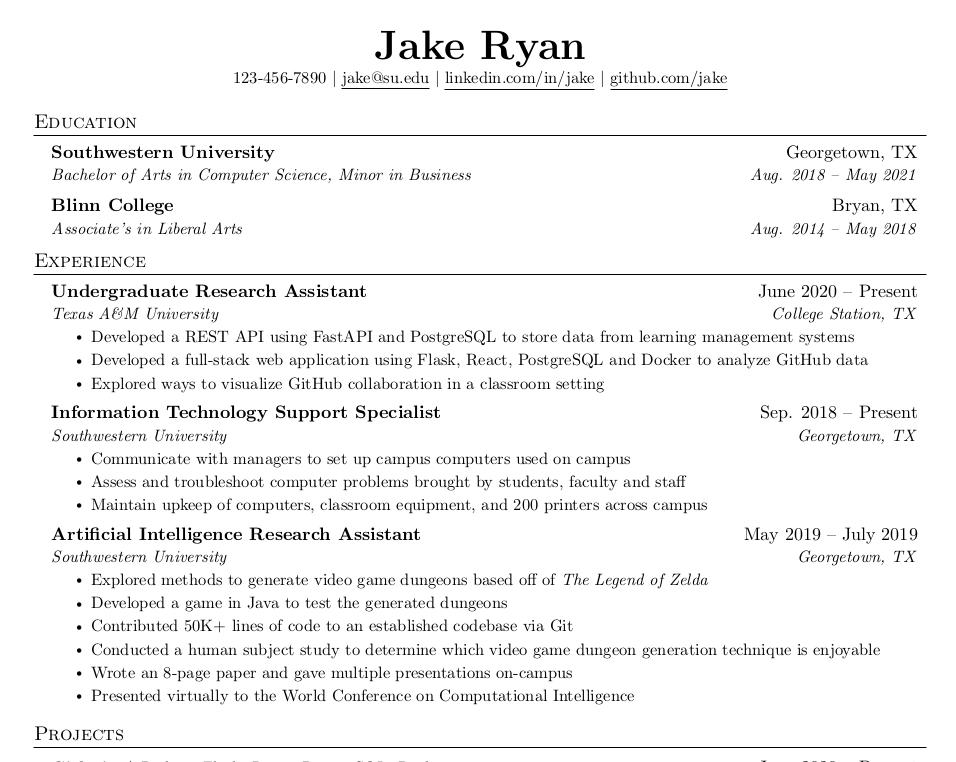 Jake Ryan
123-456-7890 | jake@su.edu | linkedin.com/in/jake | github.com/jake
Education
Southwestern University Georgetown, TX
Bachelor of Arts in Computer Science, Minor in Business Aug. 2018 – May 2021
Blinn College Bryan, TX
Associate's in Liberal Arts Aug. 2014 – May 2018
Experience
Undergraduate Research Assistant June 2020 – Present
Texas A&M University College Station, TX
• Developed a REST API using FastAPI and PostgreSQL to store data from learning management systems
• Developed a full-stack web application using Flask, React, PostgreSQL and Docker to analyze GitHub data
• Explored ways to visualize GitHub collaboration in a classroom setting
Information Technology Support Specialist Sep. 2018 – Present
Southwestern University Georgetown, TX
• Communicate with managers to set up campus computers used on campus
• Assess and troubleshoot computer problems brought by students, faculty and staff
• Maintain upkeep of computers, classroom equipment, and 200 printers across campus
Artificial Intelligence Research Assistant May 2019 – July 2019
Southwestern University Georgetown, TX
• Explored methods to generate video game dungeons based off of The Legend of Zelda
• Developed a game in Java to test the generated dungeons
• Contributed 50K+ lines of code to an established codebase via Git
• Conducted a human subject study to determine which video game dungeon generation technique is enjoyable
• Wrote an 8-page paper and gave multiple presentations on-campus
• Presented virtually to the World Conference on Computational Intelligence
Projects